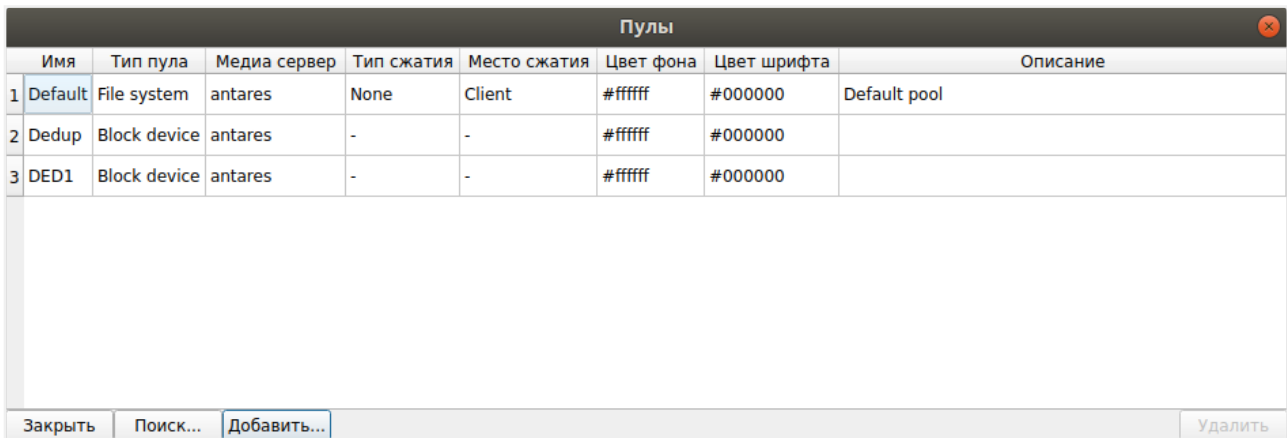 Пулы
Имя Тип пула Медиа сервер Тип сжатия Место сжатия Цвет фона Цвет шрифта Описание
1 Default File system antares None Client #ffffff #000000 Default pool
2 Dedup Block device antares - - #ffffff #000000
3 DED1 Block device antares - - #ffffff #000000
Закрыть Поиск... Добавить... Удалить